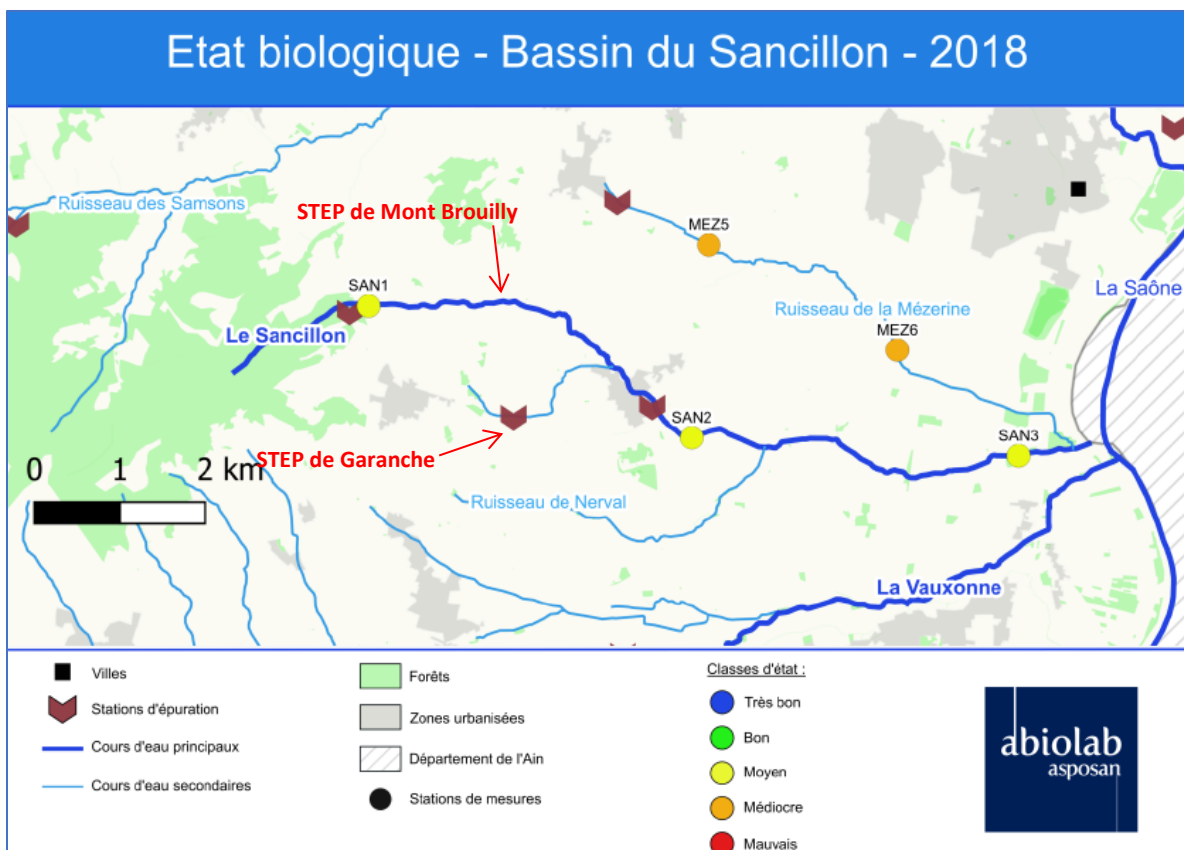 Etat biologique - Bassin du Sancillon - 2018
Ruisseau des Samsons
STEP de Mont Brouilly
MEZ5
SAN1
La Saône
Ruisseau de la Mézerine
Le Sancillon
MEZ6
SAN2
SAN3
STEP de Garanche
0 1 2 km
Ruisseau de Nerval
La Vauxonne
Villes
Stations d'épuration
Cours d'eau principaux
Cours d'eau secondaires
Forêts
Zones urbanisées
Département de l'Ain
Stations de mesures
Classes d'état :
Très bon
Bon
Moyen
Médiocre
Mauvais
abiolab
asposan